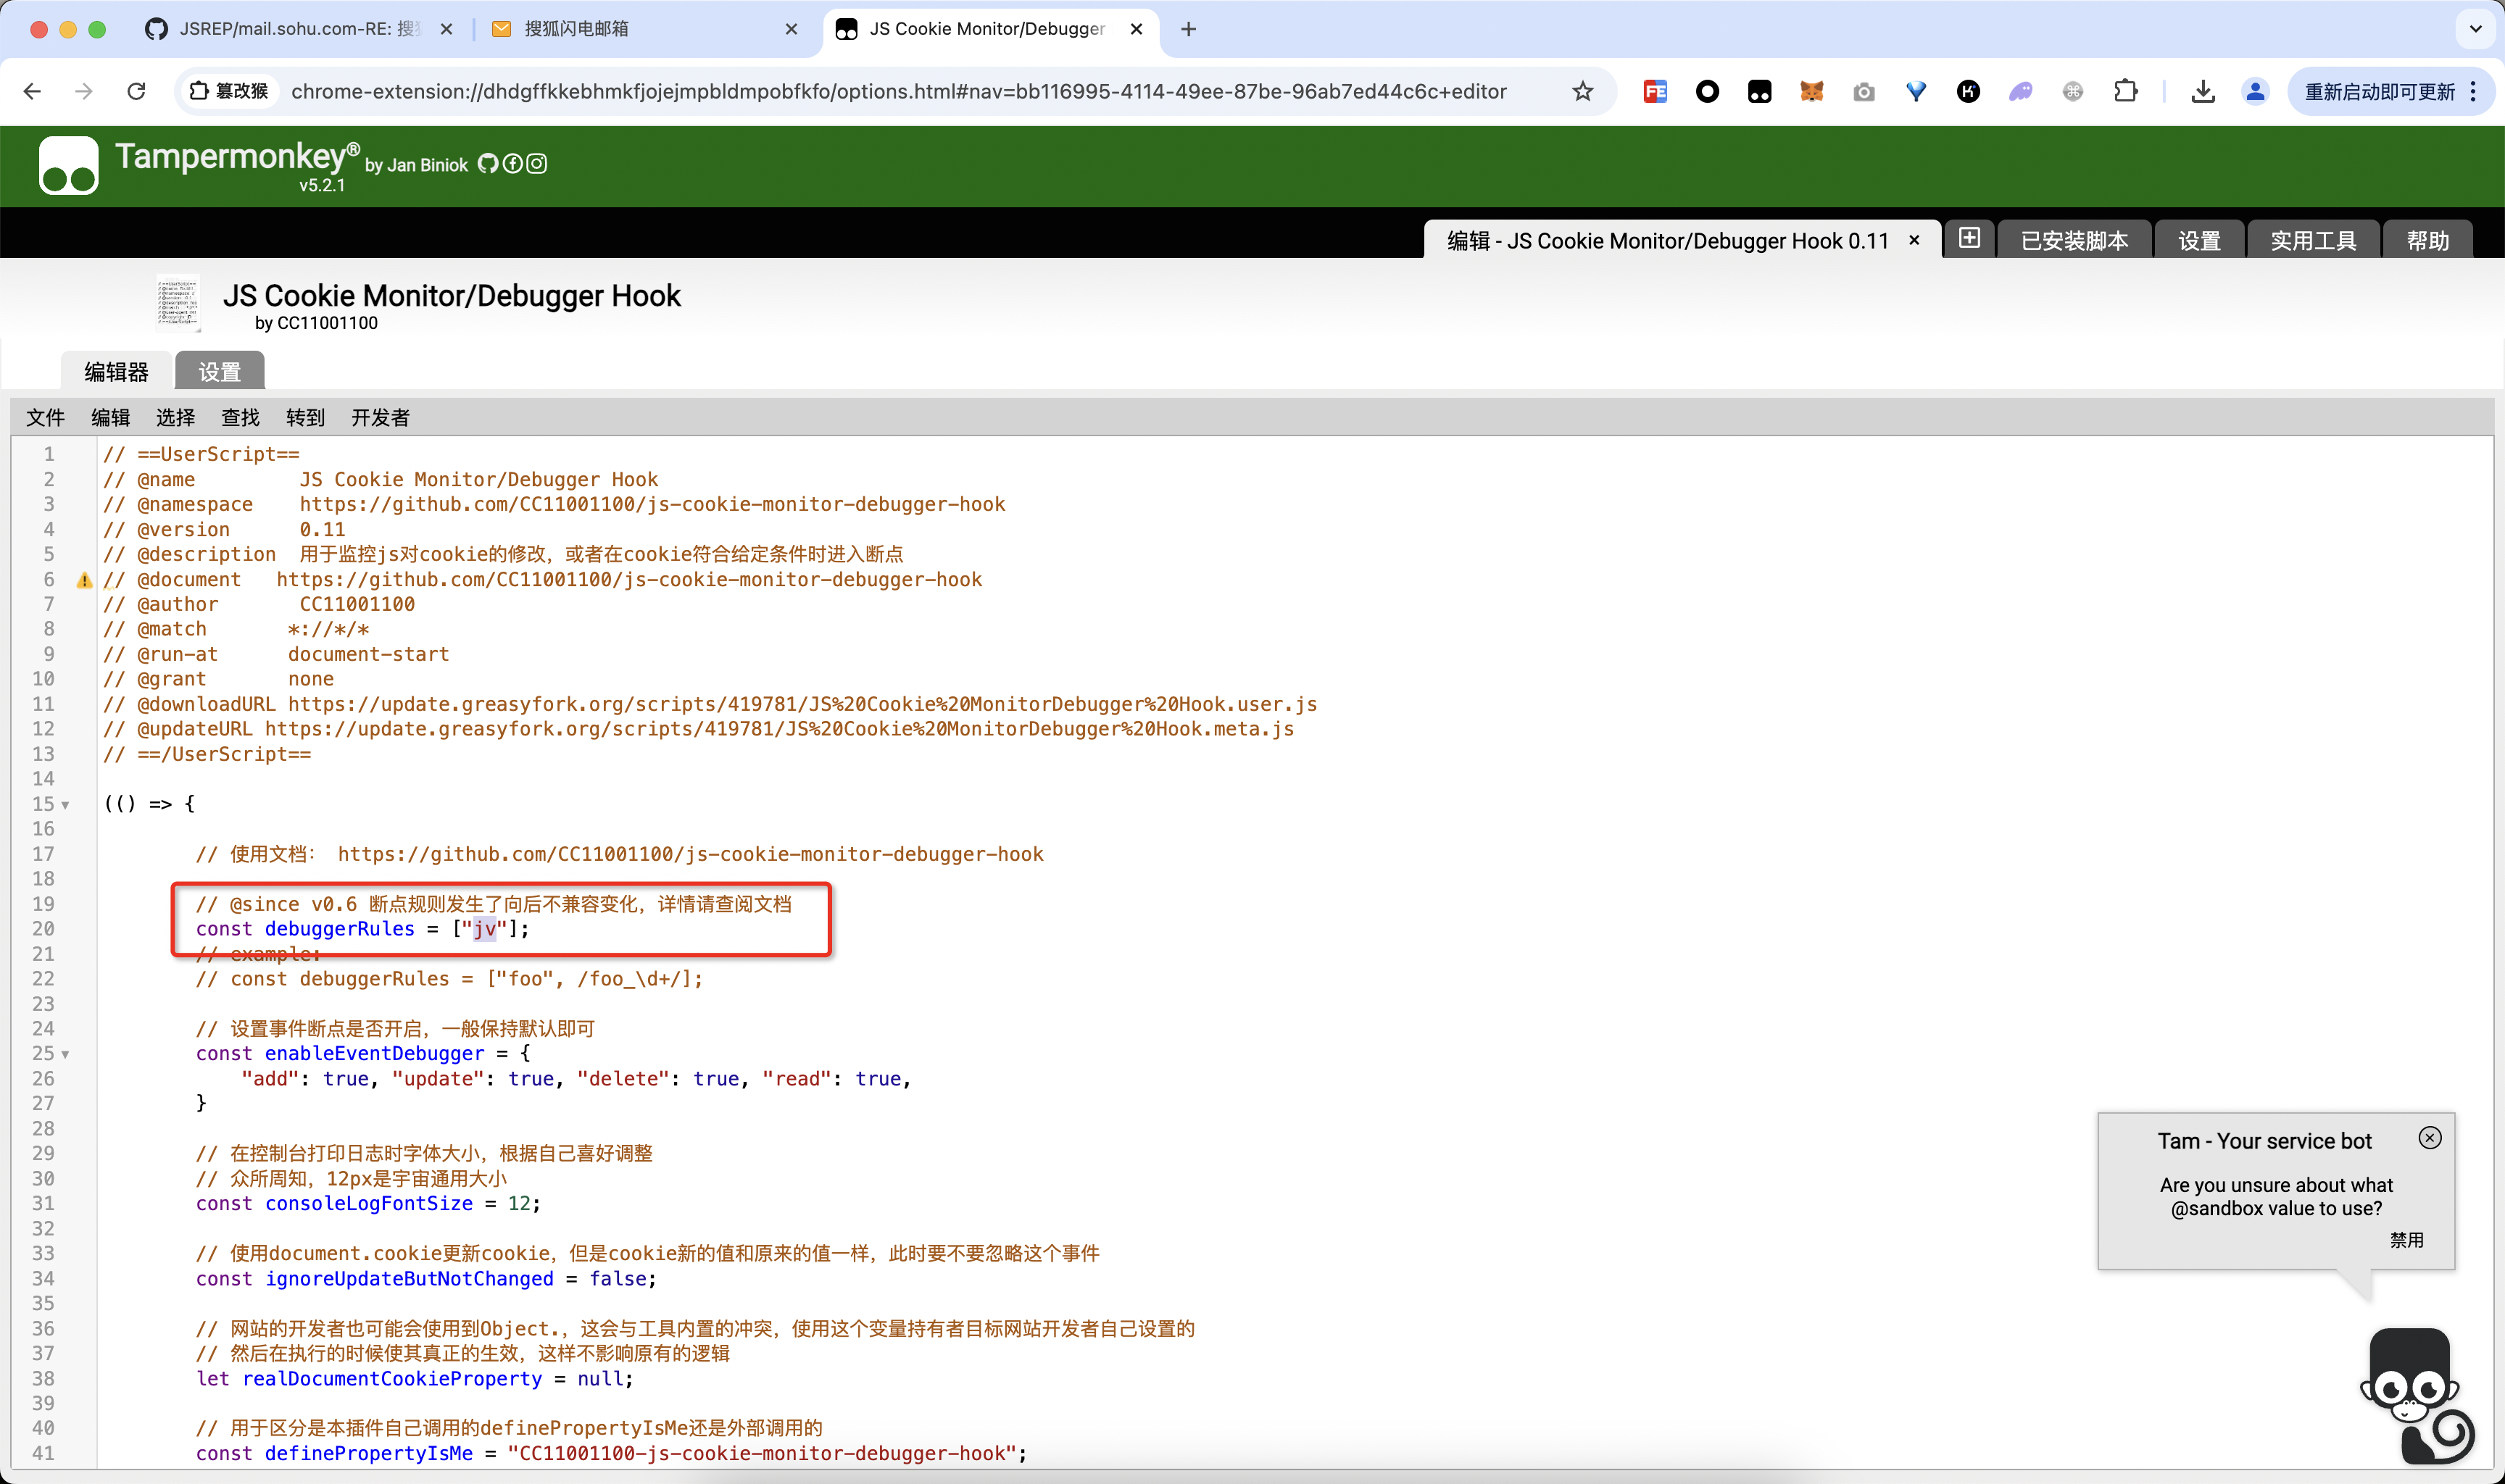 JSREP/mail.sohu.com-RE: 搜
搜狐闪电邮箱
JS Cookie Monitor/Debugger
篡改猴
chrome-extension://dhdgffkkebhmkfjojejmpbldmpobfkfo/options.html#nav=bb116995-4114-49ee-87be-96ab7ed44c6c+editor
重新启动即可更新
Tampermonkey® by Jan Biniok
v5.2.1
编辑 - JS Cookie Monitor/Debugger Hook 0.11
已安装脚本
设置
实用工具
帮助
JS Cookie Monitor/Debugger Hook
by CC11001100
编辑器
设置
文件 编辑 选择 查找 转到 开发者
1 // ==UserScript==
2 // @name         JS Cookie Monitor/Debugger Hook
3 // @namespace    https://github.com/CC11001100/js-cookie-monitor-debugger-hook
4 // @version      0.11
5 // @description  用于监控js对cookie的修改，或者在cookie符合给定条件时进入断点
6 // @document   https://github.com/CC11001100/js-cookie-monitor-debugger-hook
7 // @author       CC11001100
8 // @match       *://*/*
9 // @run-at      document-start
10 // @grant       none
11 // @downloadURL https://update.greasyfork.org/scripts/419781/JS%20Cookie%20MonitorDebugger%20Hook.user.js
12 // @updateURL https://update.greasyfork.org/scripts/419781/JS%20Cookie%20MonitorDebugger%20Hook.meta.js
13 // ==/UserScript==
14
15 (() => {
16
17 // 使用文档： https://github.com/CC11001100/js-cookie-monitor-debugger-hook
18
19 // @since v0.6 断点规则发生了向后不兼容变化，详情请查阅文档
20 const debuggerRules = ["jv"];
21 // example:
22 // const debuggerRules = ["foo", /foo_\d+/];
23
24 // 设置事件断点是否开启，一般保持默认即可
25 const enableEventDebugger = {
26 "add": true, "update": true, "delete": true, "read": true,
27 }
28
29 // 在控制台打印日志时字体大小，根据自己喜好调整
30 // 众所周知，12px是宇宙通用大小
31 const consoleLogFontSize = 12;
32
33 // 使用document.cookie更新cookie，但是cookie新的值和原来的值一样，此时要不要忽略这个事件
34 const ignoreUpdateButNotChanged = false;
35
36 // 网站的开发者也可能会使用到Object.，这会与工具内置的冲突，使用这个变量持有者目标网站开发者自己设置的
37 // 然后在执行的时候使其真正的生效，这样不影响原有的逻辑
38 let realDocumentCookieProperty = null;
39
40 // 用于区分是本插件自己调用的definePropertyIsMe还是外部调用的
41 const definePropertyIsMe = "CC11001100-js-cookie-monitor-debugger-hook";
Tam - Your service bot
Are you unsure about what
@sandbox value to use?
禁用